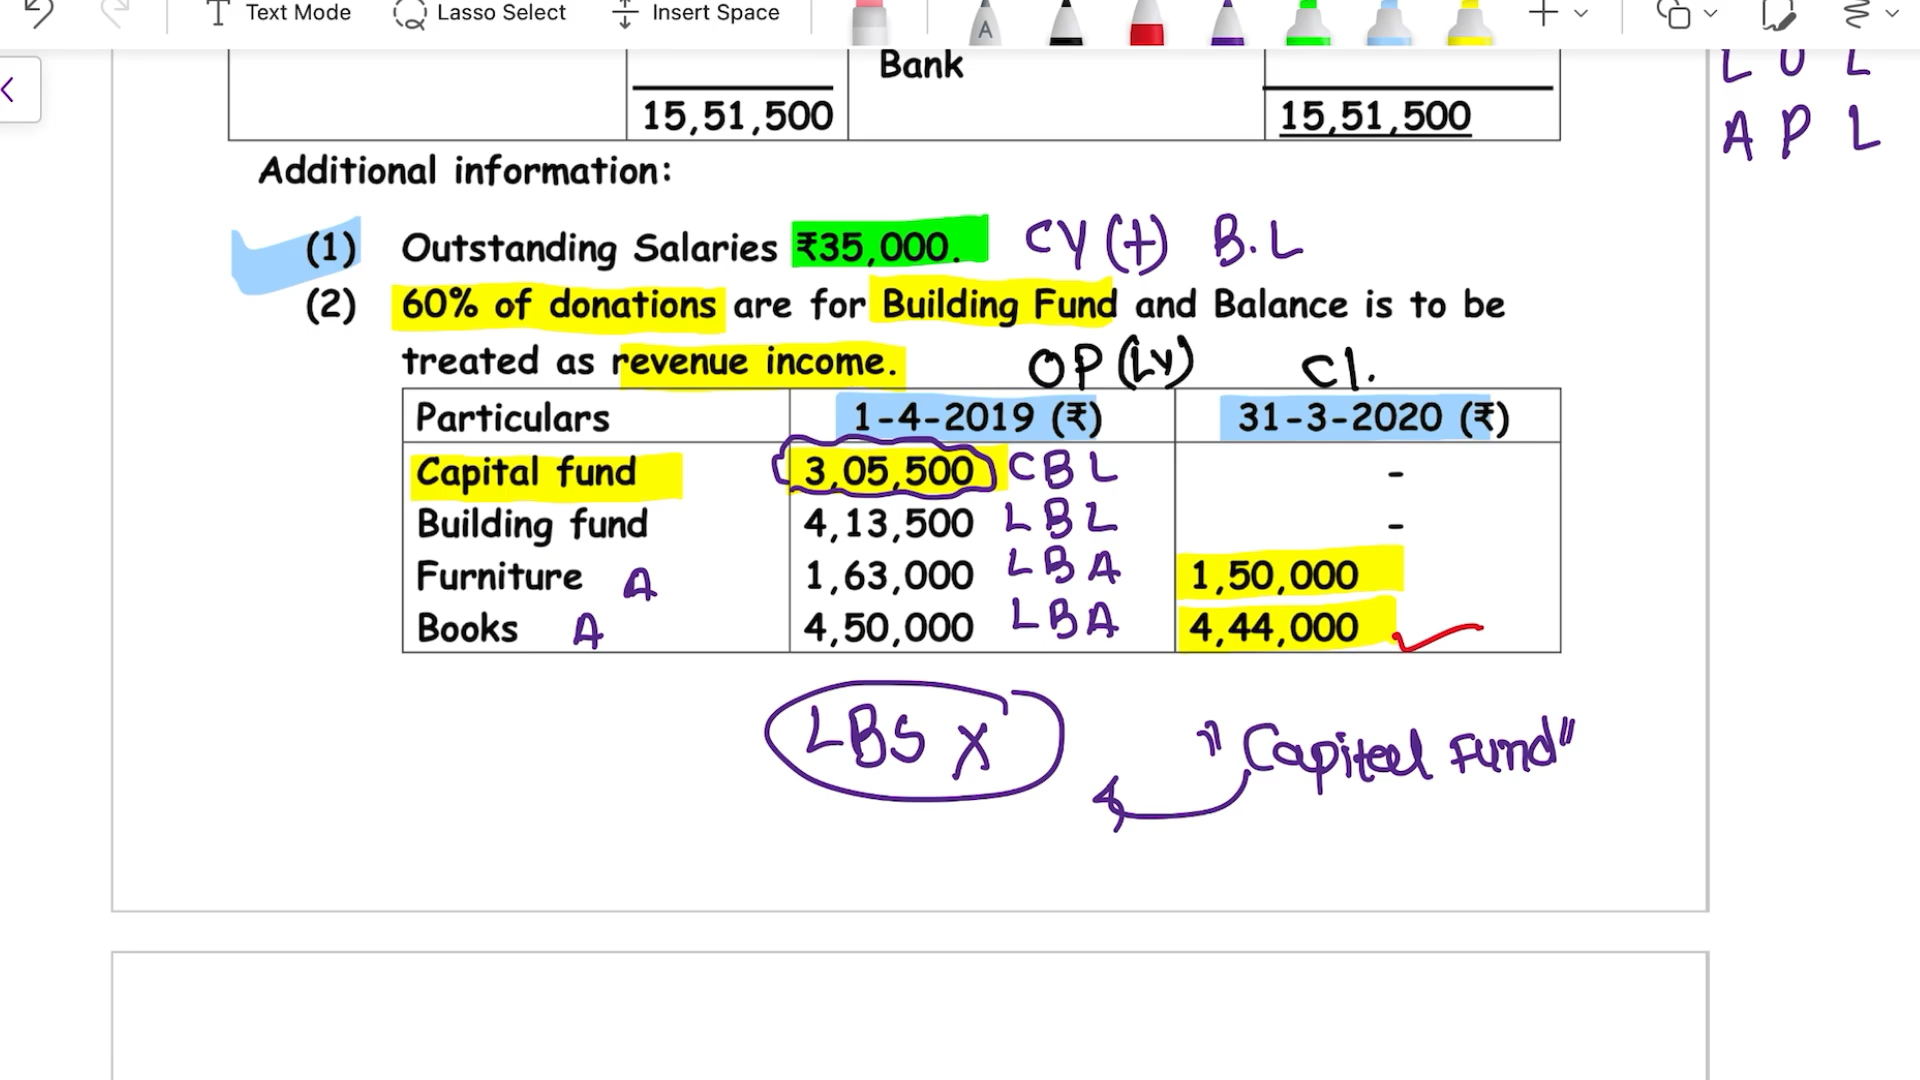 Text Mode Lasso Select Insert Space
A
Bank
L O L
15,51,500 15,51,500
A P L
Additional information:
(1) Outstanding Salaries ₹35,000. CY (+) B.L
(2) 60% of donations are for Building Fund and Balance is to be
treated as revenue income. OP (LY) Cl.
Particulars 1-4-2019 (₹) 31-3-2020 (₹)
Capital fund 3,05,500 CBL -
Building fund 4,13,500 LBL -
Furniture A 1,63,000 LBA 1,50,000
Books A 4,50,000 LBA 4,44,000
LBS X "Capital Fund"